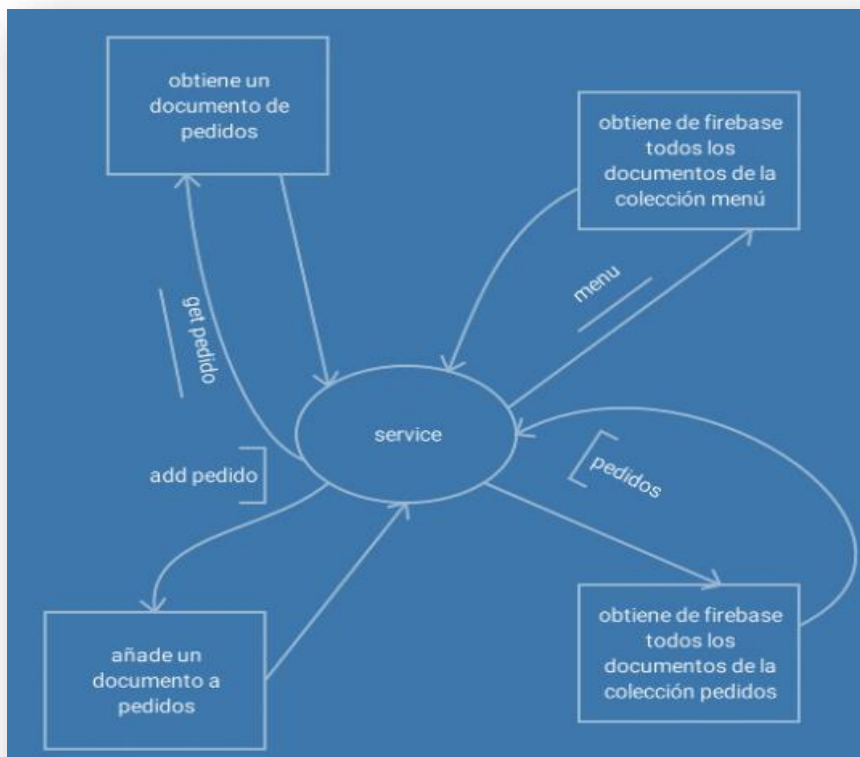 obtiene un
documento de
pedidos
obtiene de firebase
todos los
documentos de la
colección menú
menu
get pedido
service
add pedido
pedidos
añade un
documento a
pedidos
obtiene de firebase
todos los
documentos de la
colección pedidos